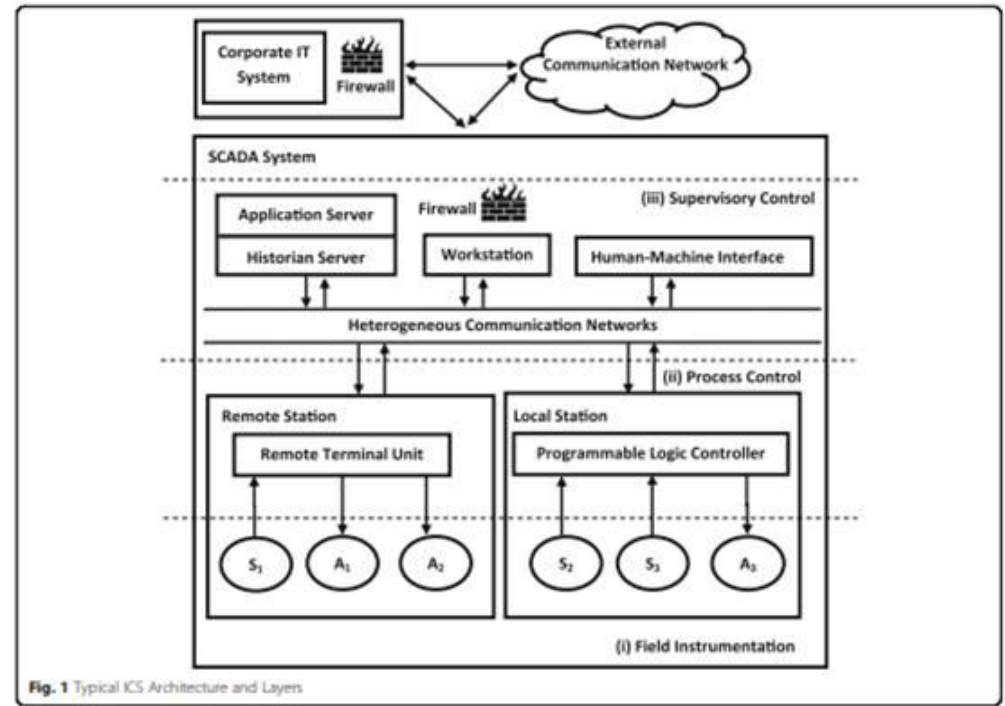 Corporate IT
System
Firewall
External
Communication Network
SCADA System
(iii) Supervisory Control
Application Server
Historian Server
Firewall
Workstation
Human-Machine Interface
Heterogeneous Communication Networks
(ii) Process Control
Remote Station
Remote Terminal Unit
S₁
A₁
A₂
Local Station
Programmable Logic Controller
S₂
S₃
A₃
(i) Field Instrumentation
Fig. 1 Typical ICS Architecture and Layers